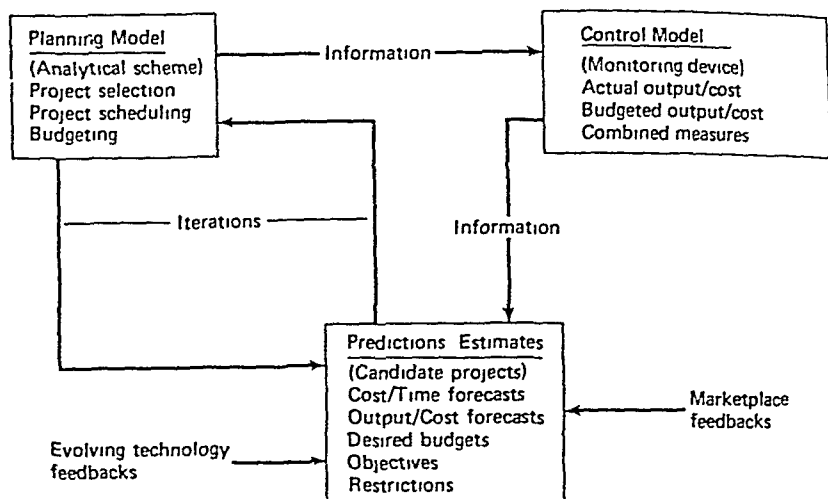 Planning Model
(Analytical scheme)
Project selection
Project scheduling
Budgeting
Information
Control Model
(Monitoring device)
Actual output/cost
Budgeted output/cost
Combined measures
Iterations
Information
Predictions Estimates
(Candidate projects)
Cost/Time forecasts
Output/Cost forecasts
Desired budgets
Objectives
Restrictions
Marketplace
feedbacks
Evolving technology
feedbacks